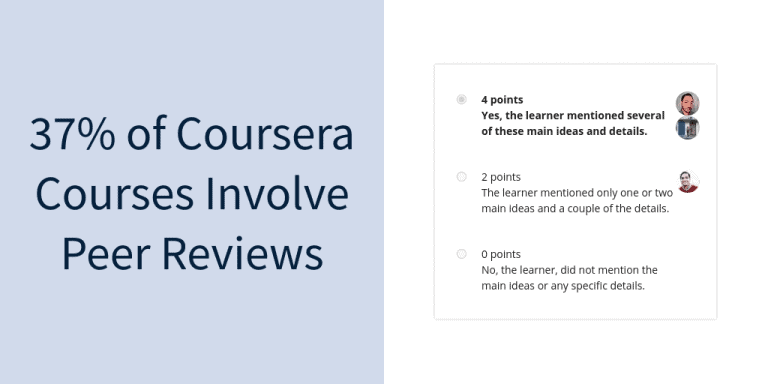 37% of Coursera
Courses Involve
Peer Reviews
4 points
Yes, the learner mentioned several
of these main ideas and details.
2 points
The learner mentioned only one or two
main ideas and a couple of the details.
0 points
No, the learner, did not mention the
main ideas or any specific details.